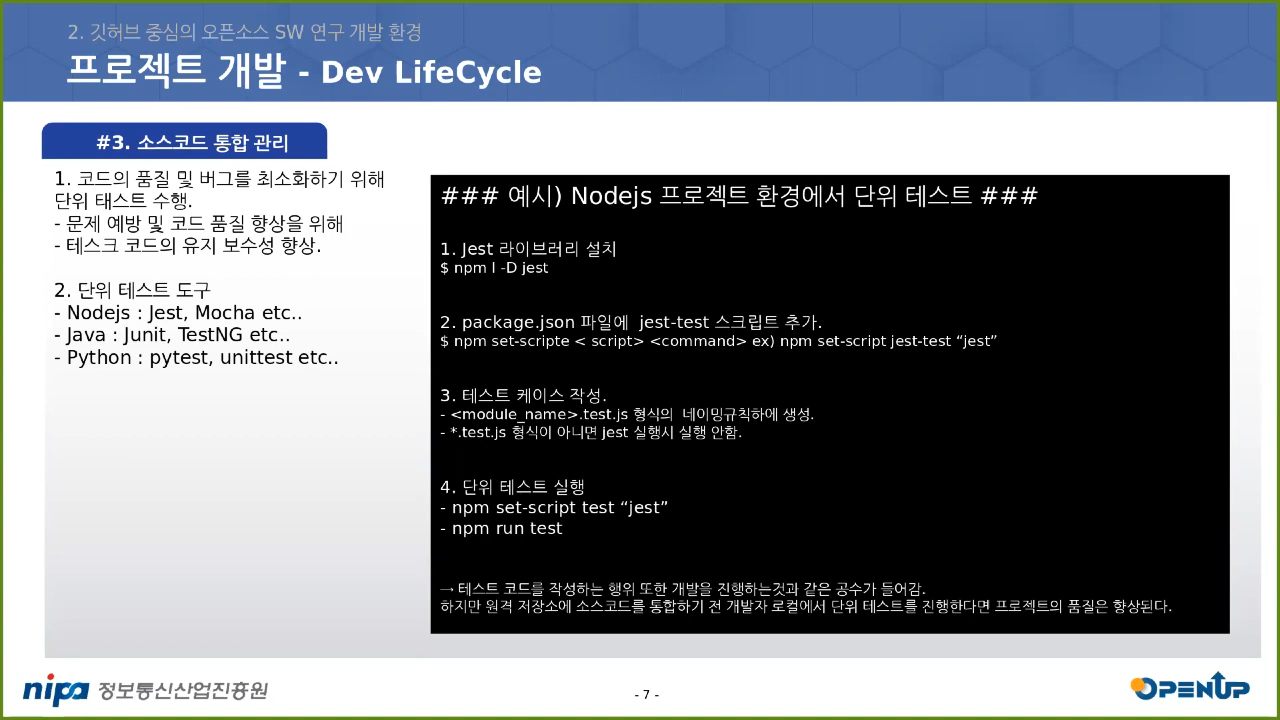 2. 깃허브 중심의 오픈소스 SW 연구 개발 환경
프로젝트 개발 - Dev LifeCycle
#3. 소스코드 통합 관리
1. 코드의 품질 및 버그를 최소화하기 위해
단위 태스트 수행.
- 문제 예방 및 코드 품질 향상을 위해
- 테스크 코드의 유지 보수성 향상.
2. 단위 테스트 도구
- Nodejs : Jest, Mocha etc..
- Java : Junit, TestNG etc..
- Python : pytest, unittest etc..
### 예시) Nodejs 프로젝트 환경에서 단위 테스트 ###
1. Jest 라이브러리 설치
$ npm I -D jest
2. package.json 파일에  jest-test 스크립트 추가.
$ npm set-scripte < script> <command> ex) npm set-script jest-test “jest”
3. 테스트 케이스 작성.
- <module_name>.test.js 형식의  네이밍규칙하에 생성.
- *.test.js 형식이 아니면 jest 실행시 실행 안함.
4. 단위 테스트 실행
- npm set-script test “jest”
- npm run test
→ 테스트 코드를 작성하는 행위 또한 개발을 진행하는것과 같은 공수가 들어감.
하지만 원격 저장소에 소스코드를 통합하기 전 개발자 로컬에서 단위 테스트를 진행한다면 프로젝트의 품질은 향상된다.
nipa 정보통신산업진흥원
- 7 -
OPENUP